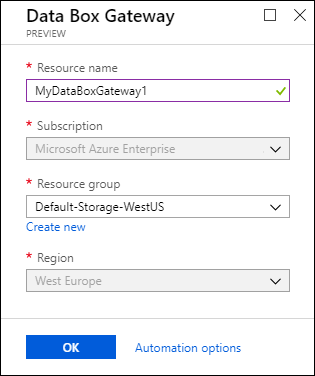 Data Box Gateway
PREVIEW
* Resource name
MyDataBoxGateway1
* Subscription
Microsoft Azure Enterprise
* Resource group
Default-Storage-WestUS
Create new
* Region
West Europe
OK
Automation options